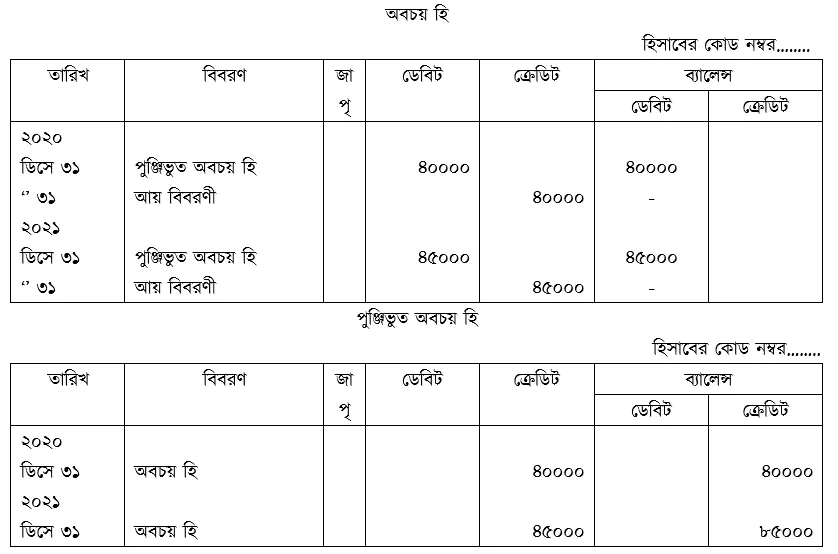 অবচয় হি
হিসাবের কোড নম্বর........
তারিখ বিবরণ জা পৃ ডেবিট ক্রেডিট ব্যালেন্স
ডেবিট ক্রেডিট
২০২০
ডিসে ৩১ পুঞ্জিভুত অবচয় হি ৪০০০০ ৪০০০০
‘’ ৩১ আয় বিবরণী ৪০০০০ -
২০২১
ডিসে ৩১ পুঞ্জিভুত অবচয় হি ৪৫০০০ ৪৫০০০
‘’ ৩১ আয় বিবরণী ৪৫০০০ -
পুঞ্জিভুত অবচয় হি
হিসাবের কোড নম্বর........
তারিখ বিবরণ জা পৃ ডেবিট ক্রেডিট ব্যালেন্স
ডেবিট ক্রেডিট
২০২০
ডিসে ৩১ অবচয় হি ৪০০০০ ৪০০০০
২০২১
ডিসে ৩১ অবচয় হি ৪৫০০০ ৮৫০০০